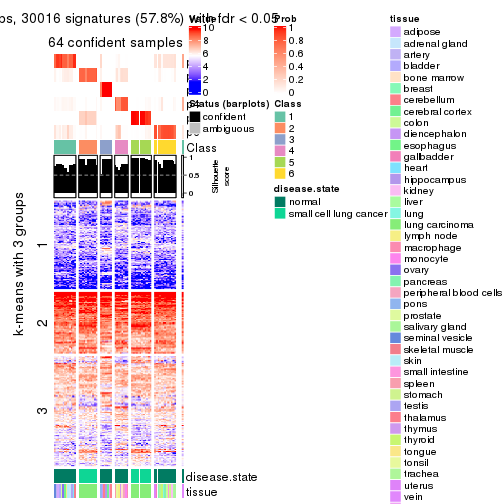 30016 signatures (57.8%) with fdr < 0.05
64 confident samples
Class
1
0.5
0
Silhouette
score
k-means with 3 groups
1
2
3
disease.state
tissue
Value
10
8
6
4
2
0
Status (barplots)
confident
ambiguous
Prob
1
0.8
0.6
0.4
0.2
0
Class
1
2
3
4
5
6
disease.state
normal
small cell lung cancer
tissue
adipose
adrenal gland
artery
bladder
bone marrow
breast
cerebellum
cerebral cortex
colon
diencephalon
esophagus
gallbladder
heart
hippocampus
kidney
liver
lung
lung carcinoma
lymph node
macrophage
monocyte
ovary
pancreas
peripheral blood cells
pons
prostate
salivary gland
seminal vesicle
skeletal muscle
skin
small intestine
spleen
stomach
testis
thalamus
thymus
thyroid
tongue
tonsil
trachea
uterus
vein